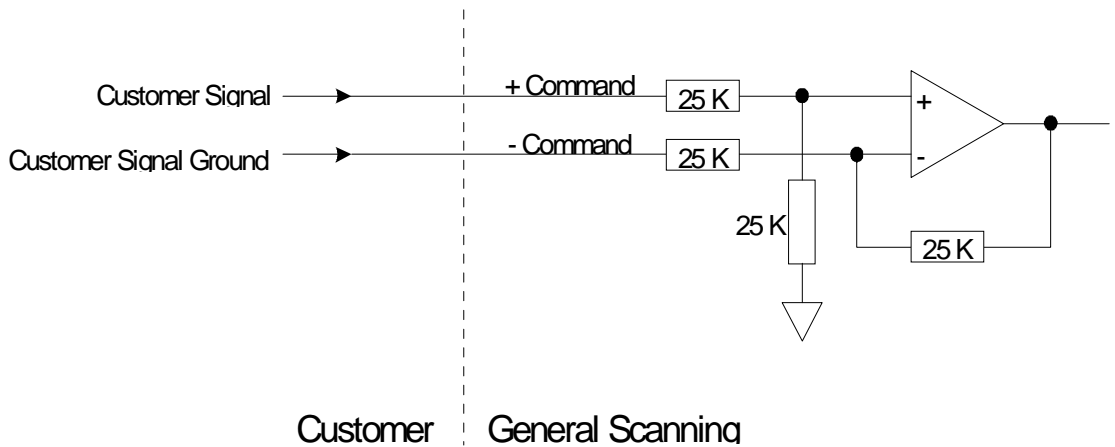 Customer Signal
+ Command
25 K
+
Customer Signal Ground
- Command
25 K
-
25 K
25 K
Customer
General Scanning